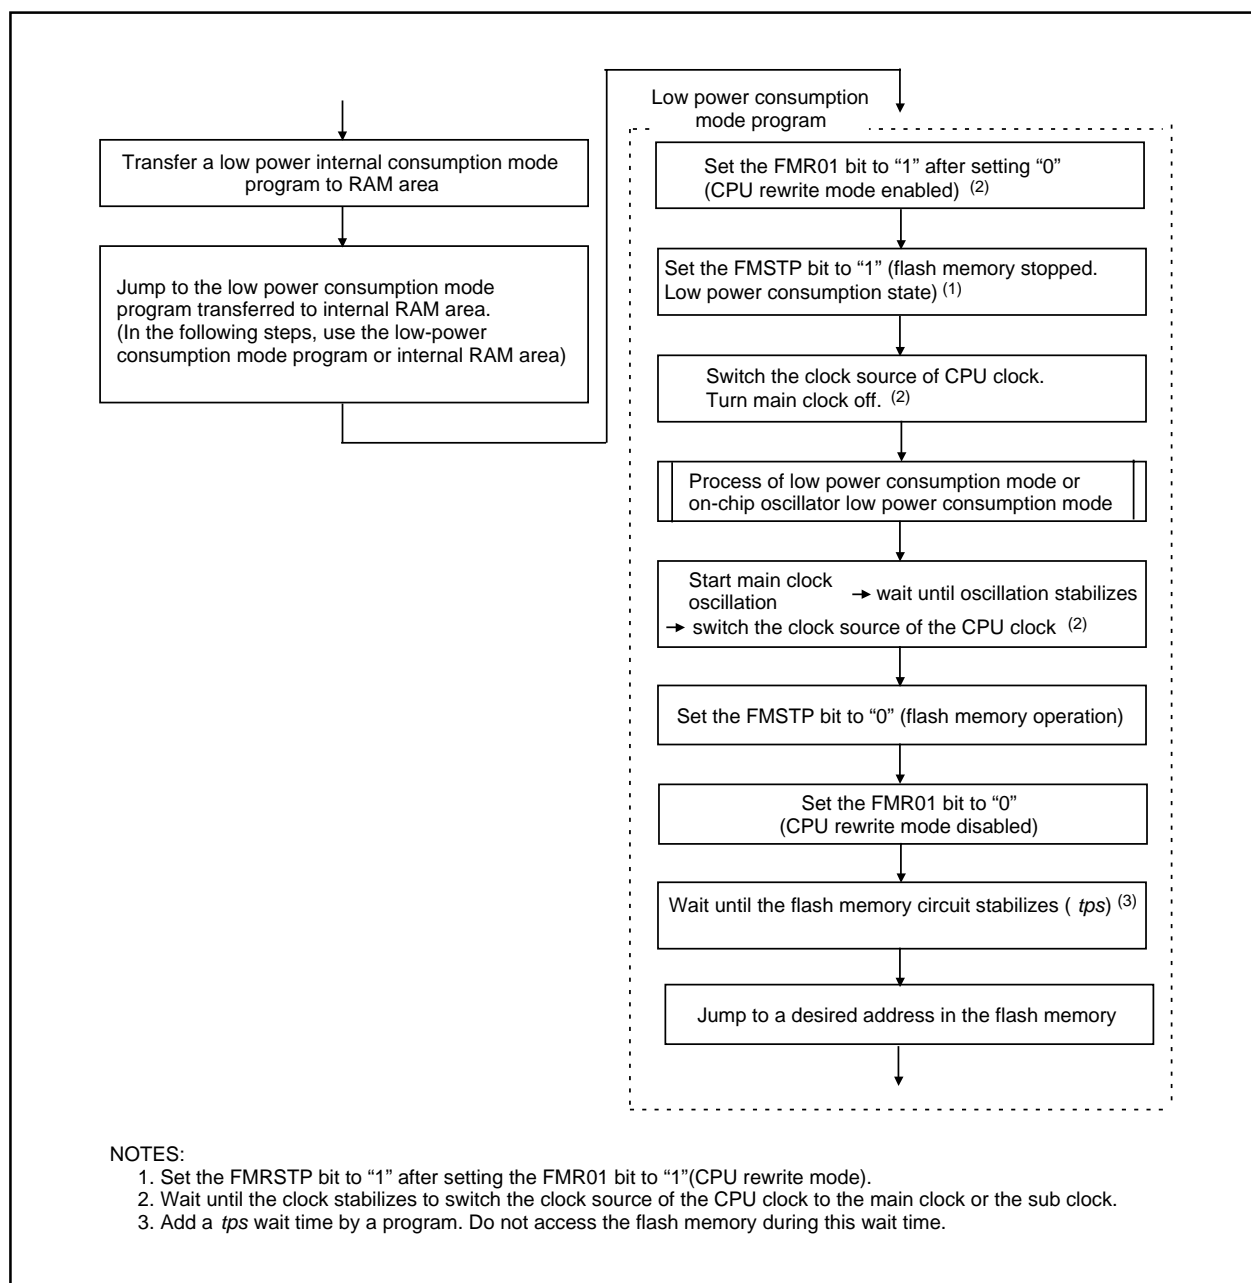 Transfer a low power internal consumption mode
program to RAM area
Jump to the low power consumption mode
program transferred to internal RAM area.
(In the following steps, use the low-power
consumption mode program or internal RAM area)
Low power consumption
mode program
Set the FMR01 bit to “1” after setting “0”
(CPU rewrite mode enabled) (2)
Set the FMSTP bit to “1” (flash memory stopped.
Low power consumption state) (1)
Switch the clock source of CPU clock.
Turn main clock off. (2)
Process of low power consumption mode or
on-chip oscillator low power consumption mode
Start main clock
oscillation
→ wait until oscillation stabilizes
→ switch the clock source of the CPU clock (2)
Set the FMSTP bit to “0” (flash memory operation)
Set the FMR01 bit to “0”
(CPU rewrite mode disabled)
Wait until the flash memory circuit stabilizes ( tps) (3)
Jump to a desired address in the flash memory
NOTES:
1. Set the FMRSTP bit to “1” after setting the FMR01 bit to “1”(CPU rewrite mode).
2. Wait until the clock stabilizes to switch the clock source of the CPU clock to the main clock or the sub clock.
3. Add a tps wait time by a program. Do not access the flash memory during this wait time.